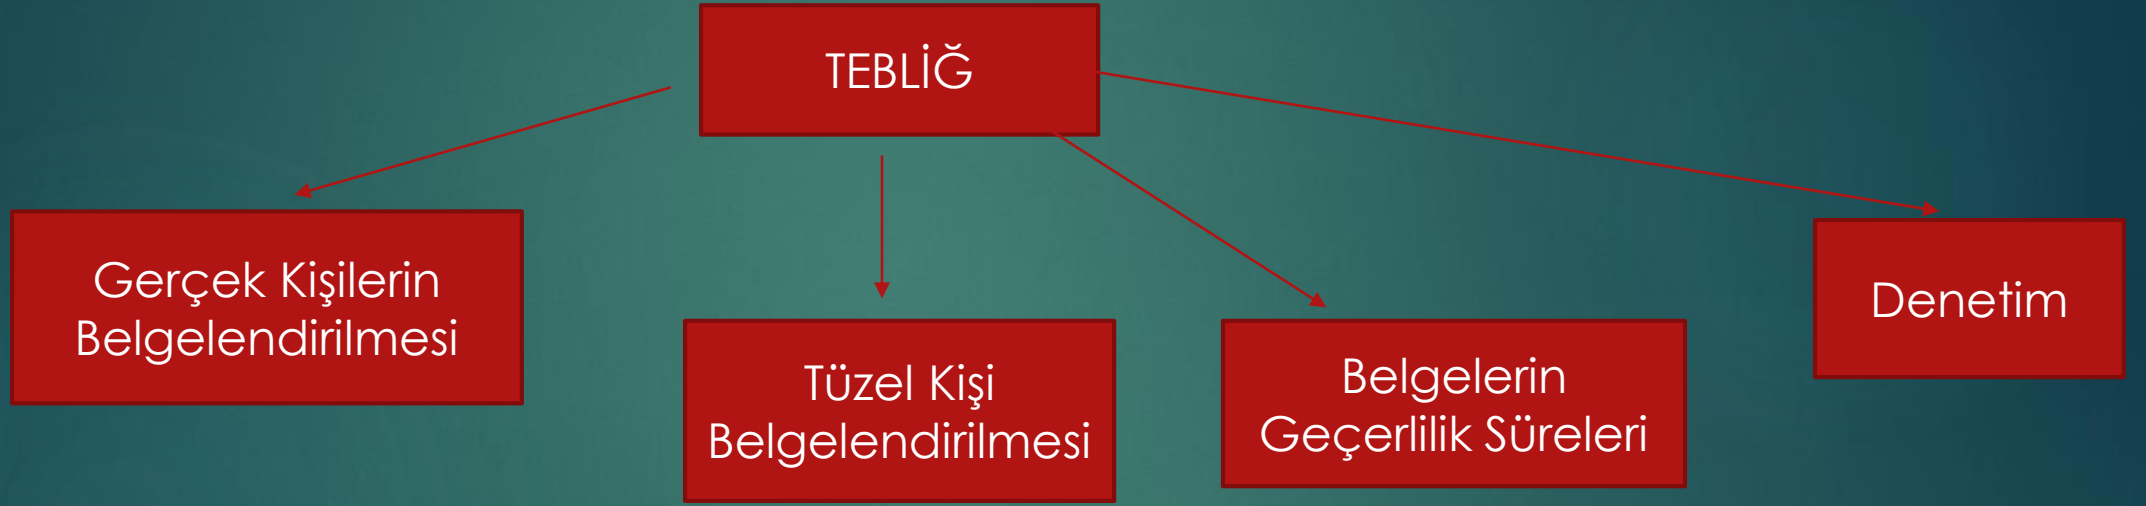 TEBLİĞ
Gerçek Kişilerin
Belgelendirilmesi
Tüzel Kişi
Belgelendirilmesi
Belgelerin
Geçerlilik Süreleri
Denetim